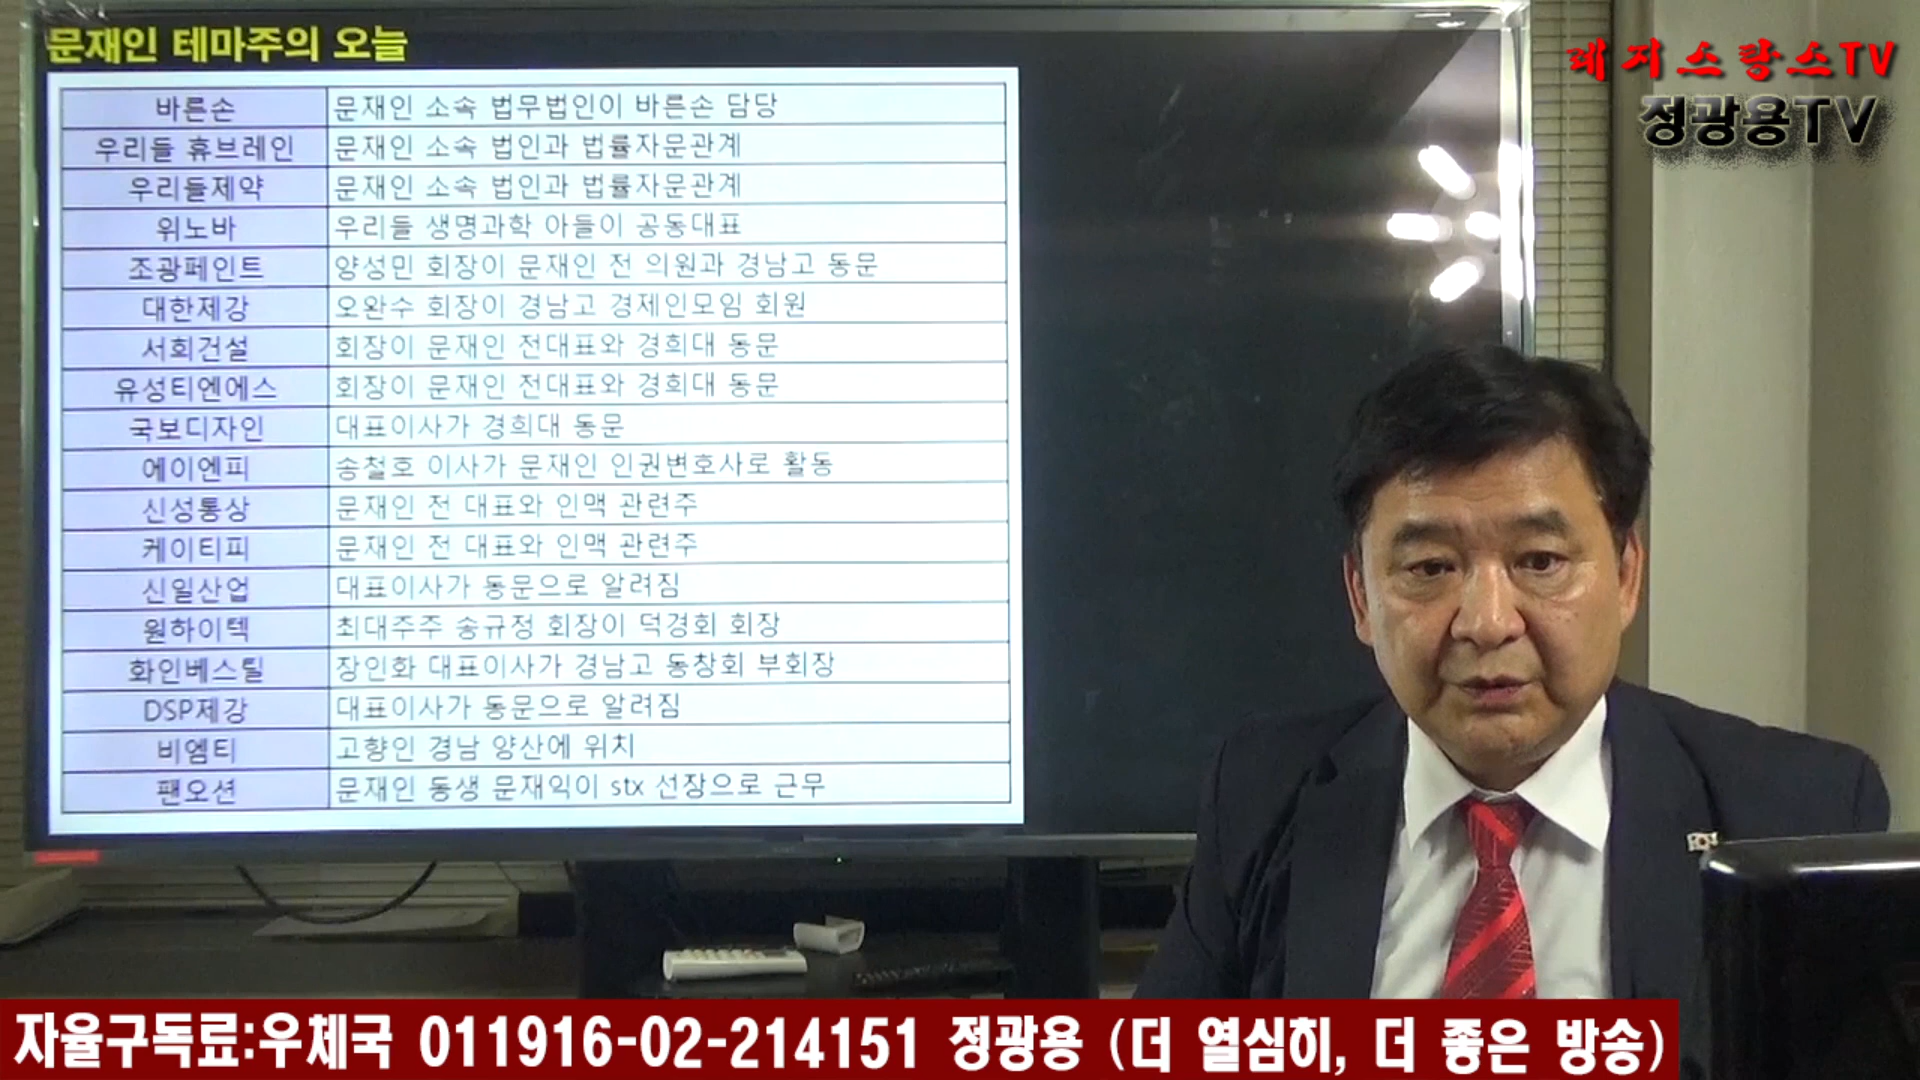 문재인 테마주의 오늘
레지스탕스TV
정광용TV
바른손 문재인 소속 법무법인이 바른손 담당
우리들 휴브레인 문재인 소속 법인과 법률자문관계
우리들제약 문재인 소속 법인과 법률자문관계
위노바 우리들 생명과학 아들이 공동대표
조광페인트 양성민 회장이 문재인 전 의원과 경남고 동문
대한제강 오완수 회장이 경남고 경제인모임 회원
서희건설 회장이 문재인 전대표와 경희대 동문
유성티엔에스 회장이 문재인 전대표와 경희대 동문
국보디자인 대표이사가 경희대 동문
에이엔피 송철호 이사가 문재인 인권변호사로 활동
신성통상 문재인 전 대표와 인맥 관련주
케이티피 문재인 전 대표와 인맥 관련주
신일산업 대표이사가 동문으로 알려짐
원하이텍 최대주주 송규정 회장이 덕경회 회장
화인베스틸 장인화 대표이사가 경남고 동창회 부회장
DSP제강 대표이사가 동문으로 알려짐
비엠티 고향인 경남 양산에 위치
팬오션 문재인 동생 문재익이 stx 선장으로 근무
자율구독료:우체국 011916-02-214151 정광용 (더 열심히, 더 좋은 방송)